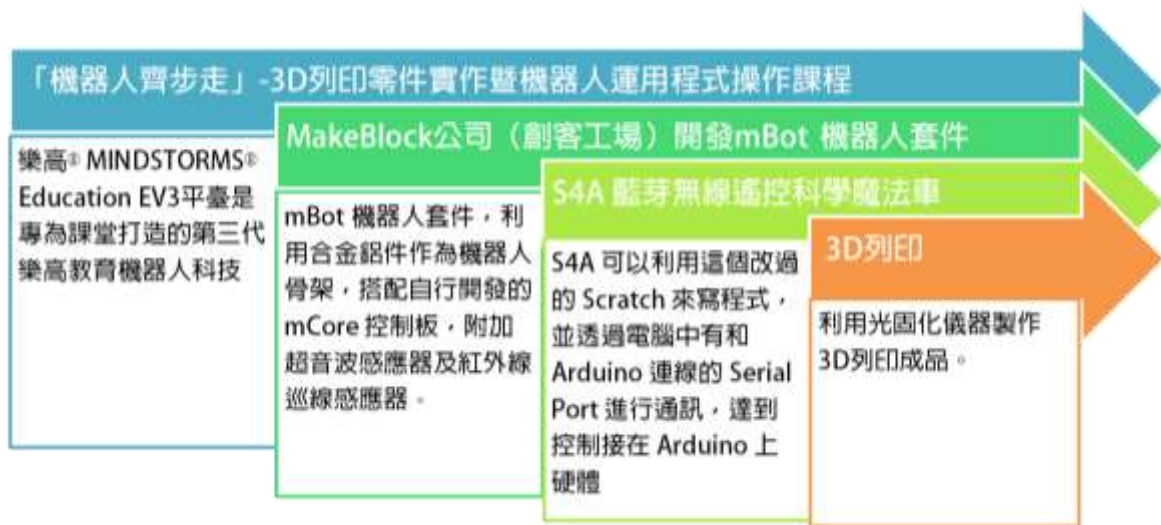 「機器人齊步走」-3D列印零件實作暨機器人運用程式操作課程
樂高® MINDSTORMS®
Education EV3平臺是
專為課堂打造的第三代
樂高教育機器人科技
MakeBlock公司（創客工場）開發mBot 機器人套件
mBot 機器人套件，利
用合金鋁件作為機器人
骨架，搭配自行開發的
mCore 控制板，附加
超音波感應器及紅外線
巡線感應器。
S4A 藍芽無線遙控科學魔法車
S4A 可以利用這個改過
的 Scratch 來寫程式，
並透過電腦中有和
Arduino 連線的 Serial
Port 進行通訊，達到
控制接在 Arduino 上
硬體
3D列印
利用光固化儀器製作
3D列印成品。